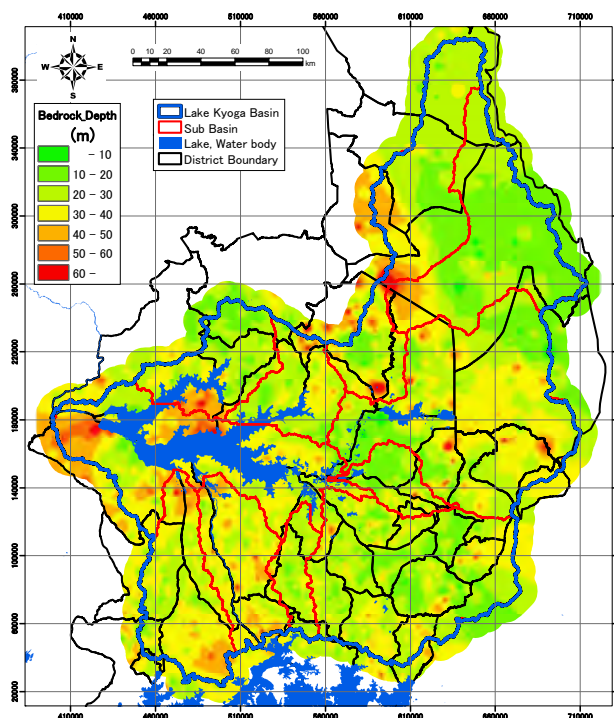 410000 460000 510000 560000 610000 660000 710000
N
W E
S
0 10 20 40 60 80 100
km
Bedrock_Depth
(m)
- 10
10 - 20
20 - 30
30 - 40
40 - 50
50 - 60
60 -
Lake Kyoga Basin
Sub Basin
Lake, Water body
District Boundary
380000
340000
300000
260000
220000
180000
140000
100000
60000
20000
410000 460000 510000 560000 610000 660000 710000